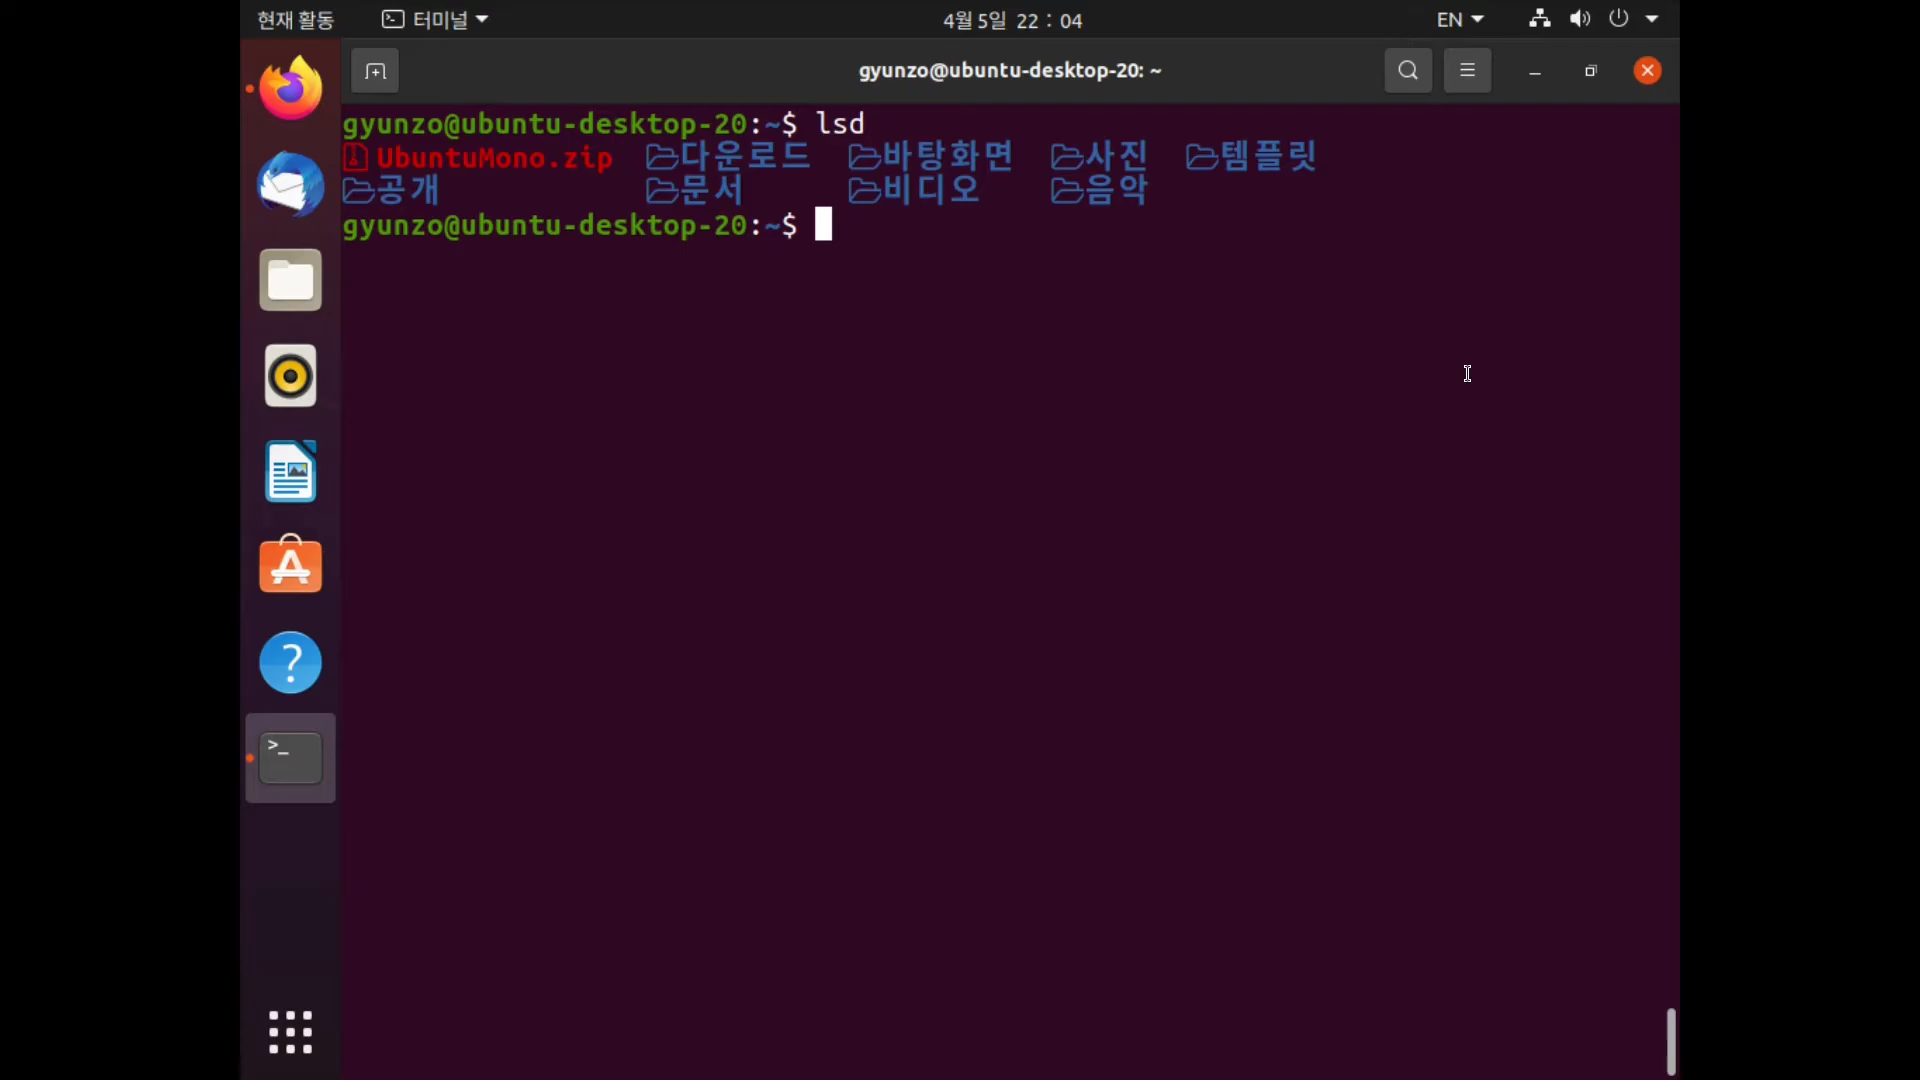 현재 활동 터미널 4월 5일 22 : 04 EN
gyunzo@ubuntu-desktop-20: ~
gyunzo@ubuntu-desktop-20:~$ lsd
UbuntuMono.zip 다운로드 바탕화면 사진 템플릿
공개 문서 비디오 음악
gyunzo@ubuntu-desktop-20:~$